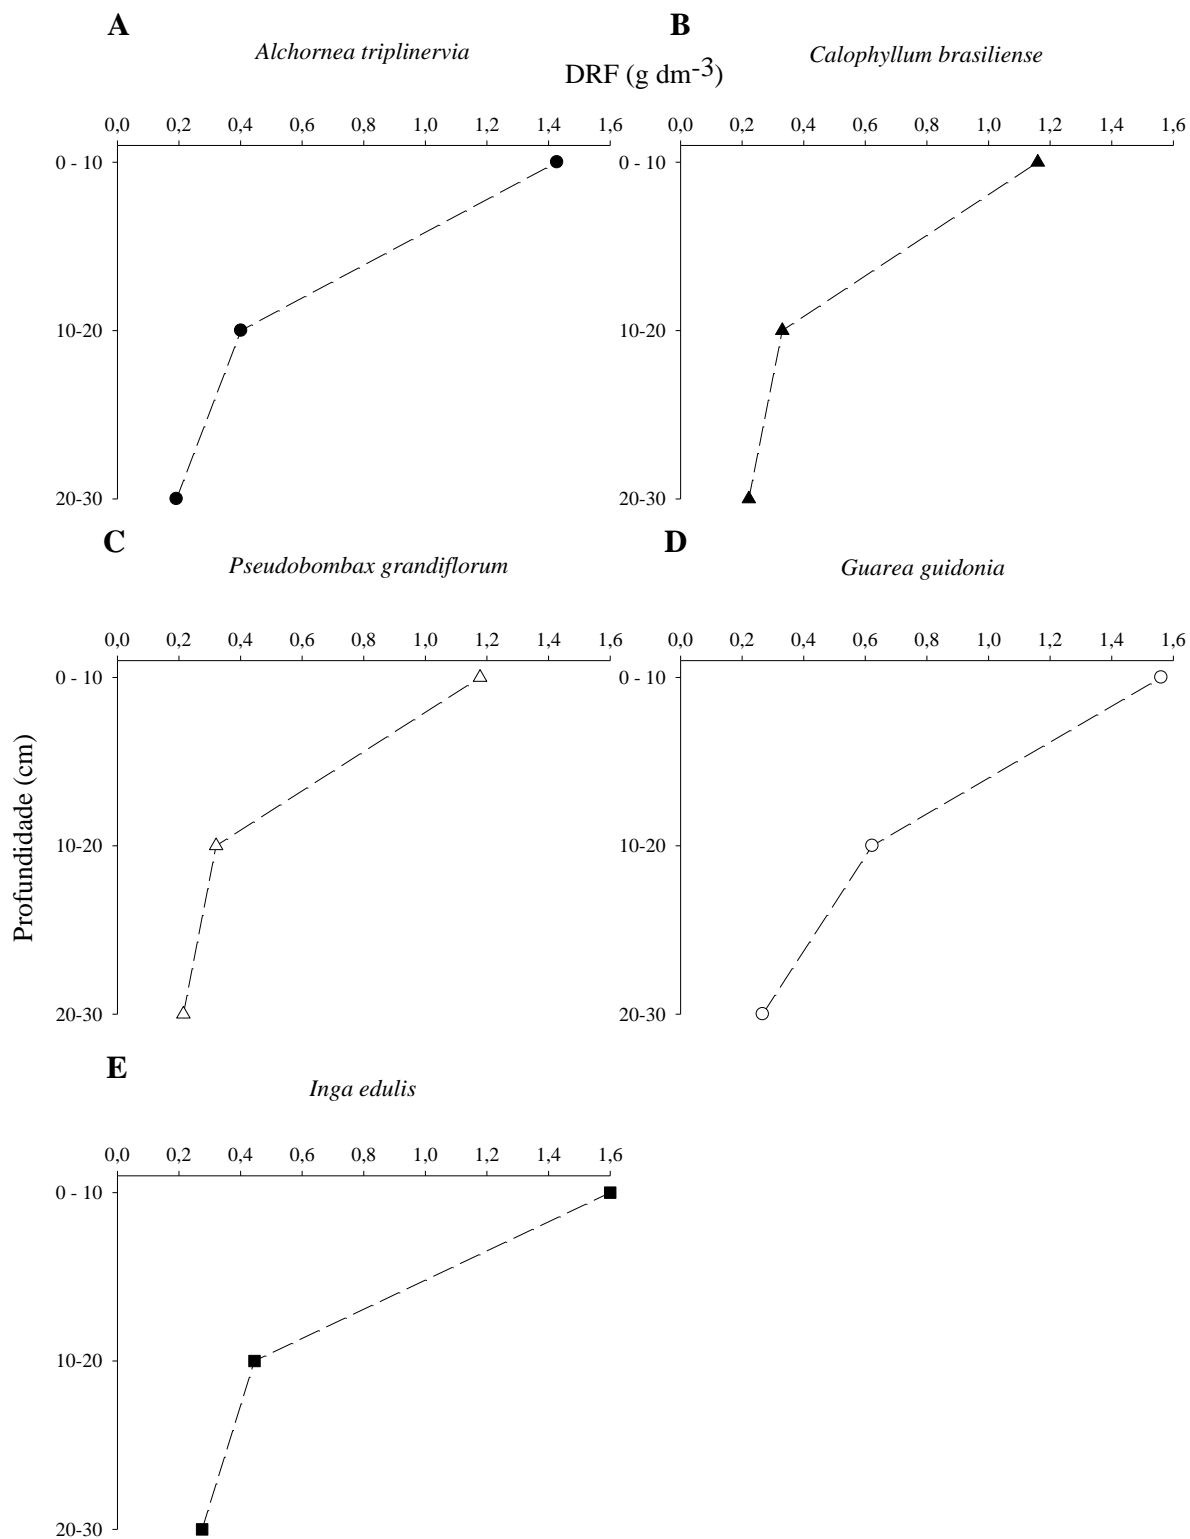 A
Alchornea triplinervia
B
Calophyllum brasiliense
DRF (g dm-3)
0,0 0,2 0,4 0,6 0,8 1,0 1,2 1,4 1,6
0 - 10
10-20
20-30
0,0 0,2 0,4 0,6 0,8 1,0 1,2 1,4 1,6
0 - 10
10-20
20-30
C
Pseudobombax grandiflorum
D
Guarea guidonia
0,0 0,2 0,4 0,6 0,8 1,0 1,2 1,4 1,6
0 - 10
10-20
20-30
0,0 0,2 0,4 0,6 0,8 1,0 1,2 1,4 1,6
0 - 10
10-20
20-30
Profundidade (cm)
E
Inga edulis
0,0 0,2 0,4 0,6 0,8 1,0 1,2 1,4 1,6
0 - 10
10-20
20-30